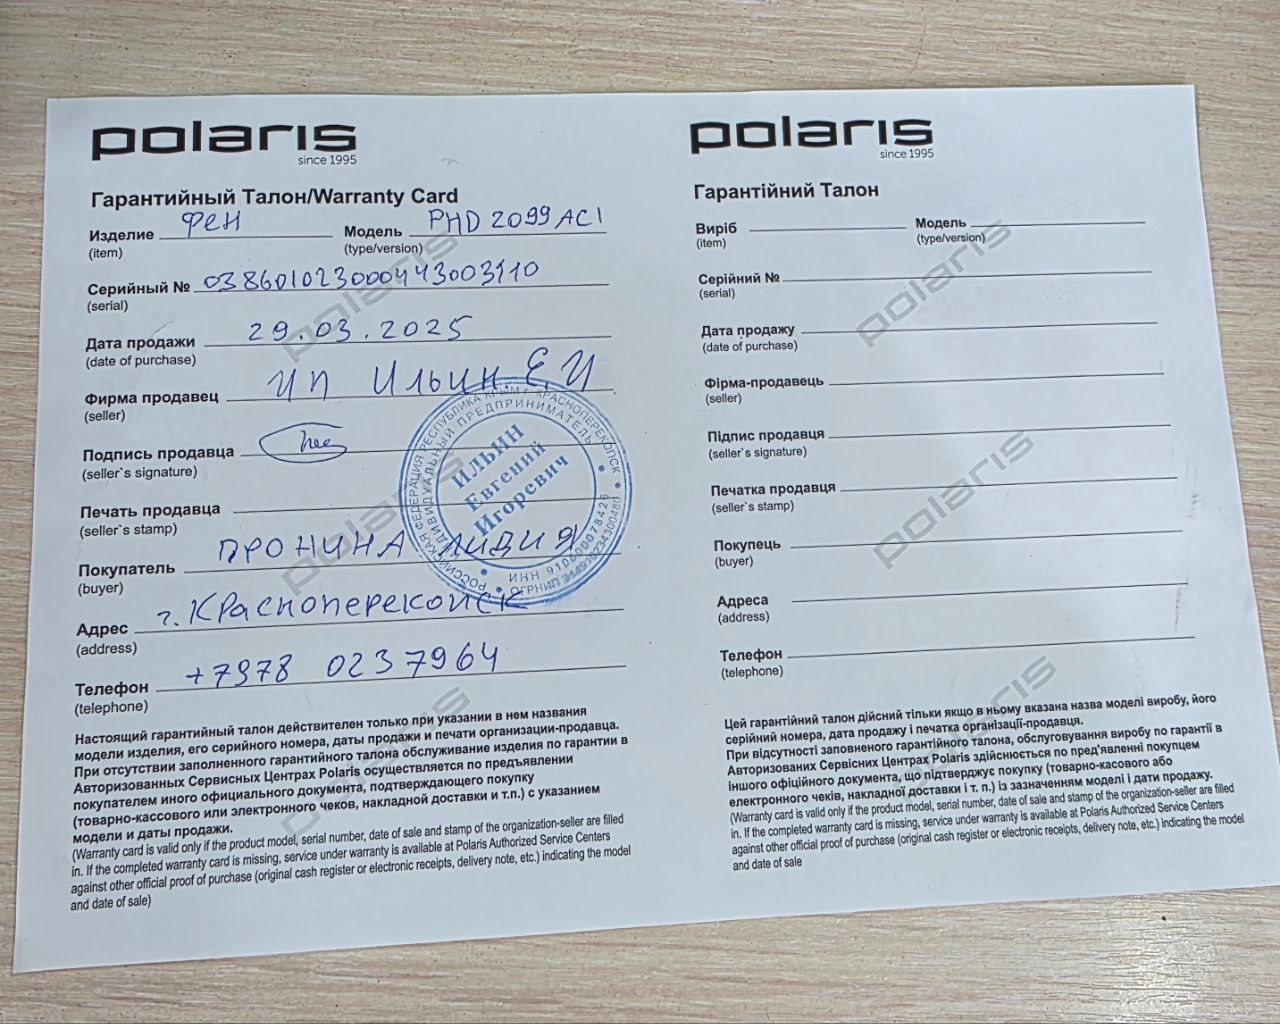 polaris
since 1995
Гарантийный Талон/Warranty Card
Изделие Фен Модель PHD 2099 ACI
(item) (type/version)
Серийный № 038601023000443003110
(serial)
Дата продажи 29.03.2025
(date of purchase)
Фирма продавец ИП Ильин. Е И
(seller)
Подпись продавца
(seller`s signature)
Печать продавца
(seller`s stamp)
Покупатель ПРОНИНА ЛИДИЯ
(buyer)
Адрес г. Красноперекопск
(address)
Телефон +7978 0237964
(telephone)
РОССИЙСКАЯ ФЕДЕРАЦИЯ РЕСПУБЛИКА КРЫМ г. КРАСНОПЕРЕКОПСК
ИНДИВИДУАЛЬНЫЙ ПРЕДПРИНИМАТЕЛЬ
ИЛЬИН
Евгений
Игоревич
ИНН
ОГРНИП
Настоящий гарантийный талон действителен только при указании в нем названия
модели изделия, его серийного номера, даты продажи и печати организации-продавца.
При отсутствии заполненного гарантийного талона обслуживание изделия по гарантии в
Авторизованных Сервисных Центрах Polaris осуществляется по предъявлении
покупателем иного официального документа, подтверждающего покупку
(товарно-кассового или электронного чеков, накладной доставки и т.п.) с указанием
модели и даты продажи.
(Warranty card is valid only if the product model, serial number, date of sale and stamp of the organization-seller are filled
in. If the completed warranty card is missing, service under warranty is available at Polaris Authorized Service Centers
against other official proof of purchase (original cash register or electronic receipts, delivery note, etc.) indicating the model
and date of sale)
polaris
polaris
polaris
polaris
since 1995
Гарантійний Талон
Виріб Модель
(item) (type/version)
Серійний №
(serial)
Дата продажу
(date of purchase)
Фірма-продавець
(seller)
Підпис продавця
(seller`s signature)
Печатка продавця
(seller`s stamp)
Покупець
(buyer)
Адреса
(address)
Телефон
(telephone)
Цей гарантійний талон дійсний тільки якщо в ньому вказана назва моделі виробу, його
серійний номера, дата продажу і печатка організації-продавця.
При відсутності заповненого гарантійного талона, обслуговування виробу по гарантії в
Авторизованих Сервісних Центрах Polaris здійснюється по пред'явленні покупцем
іншого офіційного документа, що підтверджує покупку (товарно-касового або
електронного чеків, накладної доставки і т. п.) із зазначенням моделі і дати продажу.
(Warranty card is valid only if the product model, serial number, date of sale and stamp of the organization-seller are filled
in. If the completed warranty card is missing, service under warranty is available at Polaris Authorized Service Centers
against other official proof of purchase (original cash register or electronic receipts, delivery note, etc.) indicating the model
and date of sale
polaris
polaris
polaris